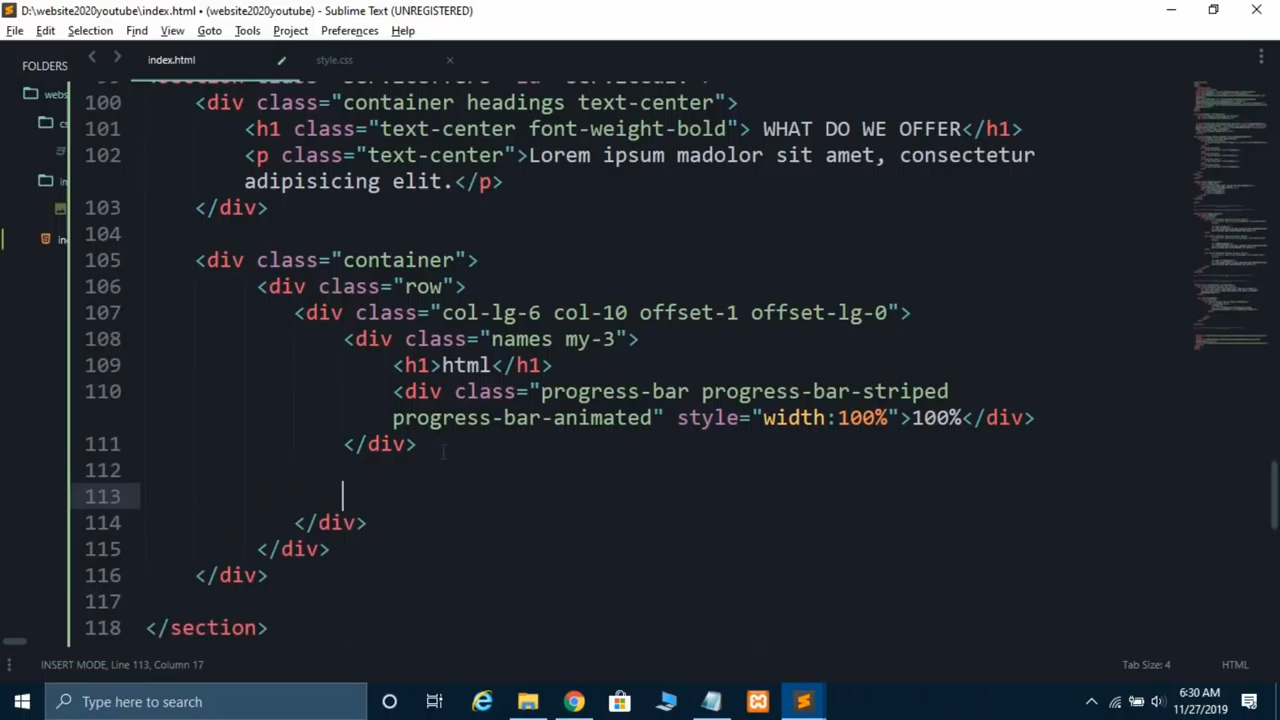 D:\website2020youtube\index.html • (website2020youtube) - Sublime Text (UNREGISTERED)
File Edit Selection Find View Goto Tools Project Preferences Help
FOLDERS
index.html
style.css
webs
100 <div class="container headings text-center">
101 <h1 class="text-center font-weight-bold"> WHAT DO WE OFFER</h1>
102 <p class="text-center">Lorem ipsum madolor sit amet, consectetur
adipisicing elit.</p>
103 </div>
104
105 <div class="container">
106 <div class="row">
107 <div class="col-lg-6 col-10 offset-1 offset-lg-0">
108 <div class="names my-3">
109 <h1>html</h1>
110 <div class="progress-bar progress-bar-striped
progress-bar-animated" style="width:100%">100%</div>
111 </div>
112
113
114 </div>
115 </div>
116 </div>
117
118 </section>
INSERT MODE, Line 113, Column 17
Tab Size: 4
HTML
Type here to search
6:30 AM
11/27/2019